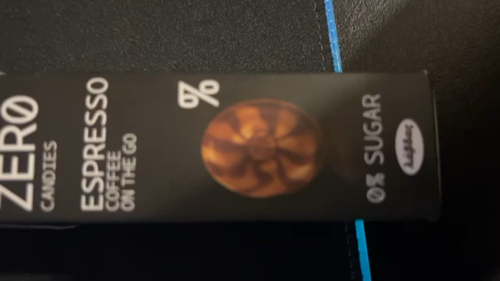 ZERO
CANDIES
ESPRESSO
COFFEE
ON THE GO
%
0% SUGAR